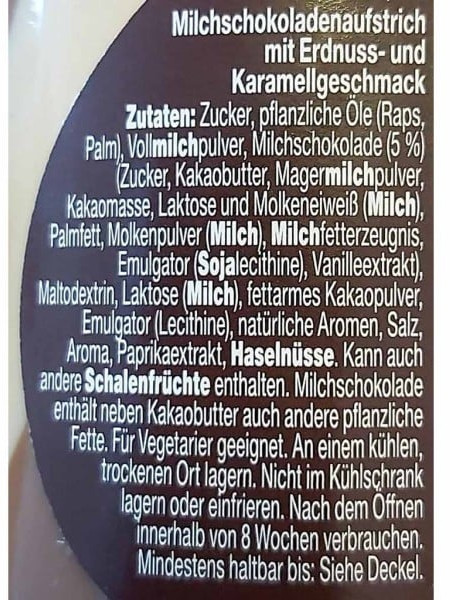 Milchschokoladenaufstrich
mit Erdnuss- und
Karamellgeschmack
Zutaten: Zucker, pflanzliche Öle (Raps,
Palm), Vollmilchpulver, Milchschokolade (5 %)
(Zucker, Kakaobutter, Magermilchpulver,
Kakaomasse, Laktose und Molkeneiweiß (Milch),
Palmfett, Molkenpulver (Milch), Milchfetterzeugnis,
Emulgator (Sojalecithine), Vanilleextrakt),
Maltodextrin, Laktose (Milch), fettarmes Kakaopulver,
Emulgator (Lecithine), natürliche Aromen, Salz,
Aroma, Paprikaextrakt, Haselnüsse. Kann auch
andere Schalenfrüchte enthalten. Milchschokolade
enthält neben Kakaobutter auch andere pflanzliche
Fette. Für Vegetarier geeignet. An einem kühlen,
trockenen Ort lagern. Nicht im Kühlschrank
lagern oder einfrieren. Nach dem Öffnen
innerhalb von 8 Wochen verbrauchen.
Mindestens haltbar bis: Siehe Deckel.